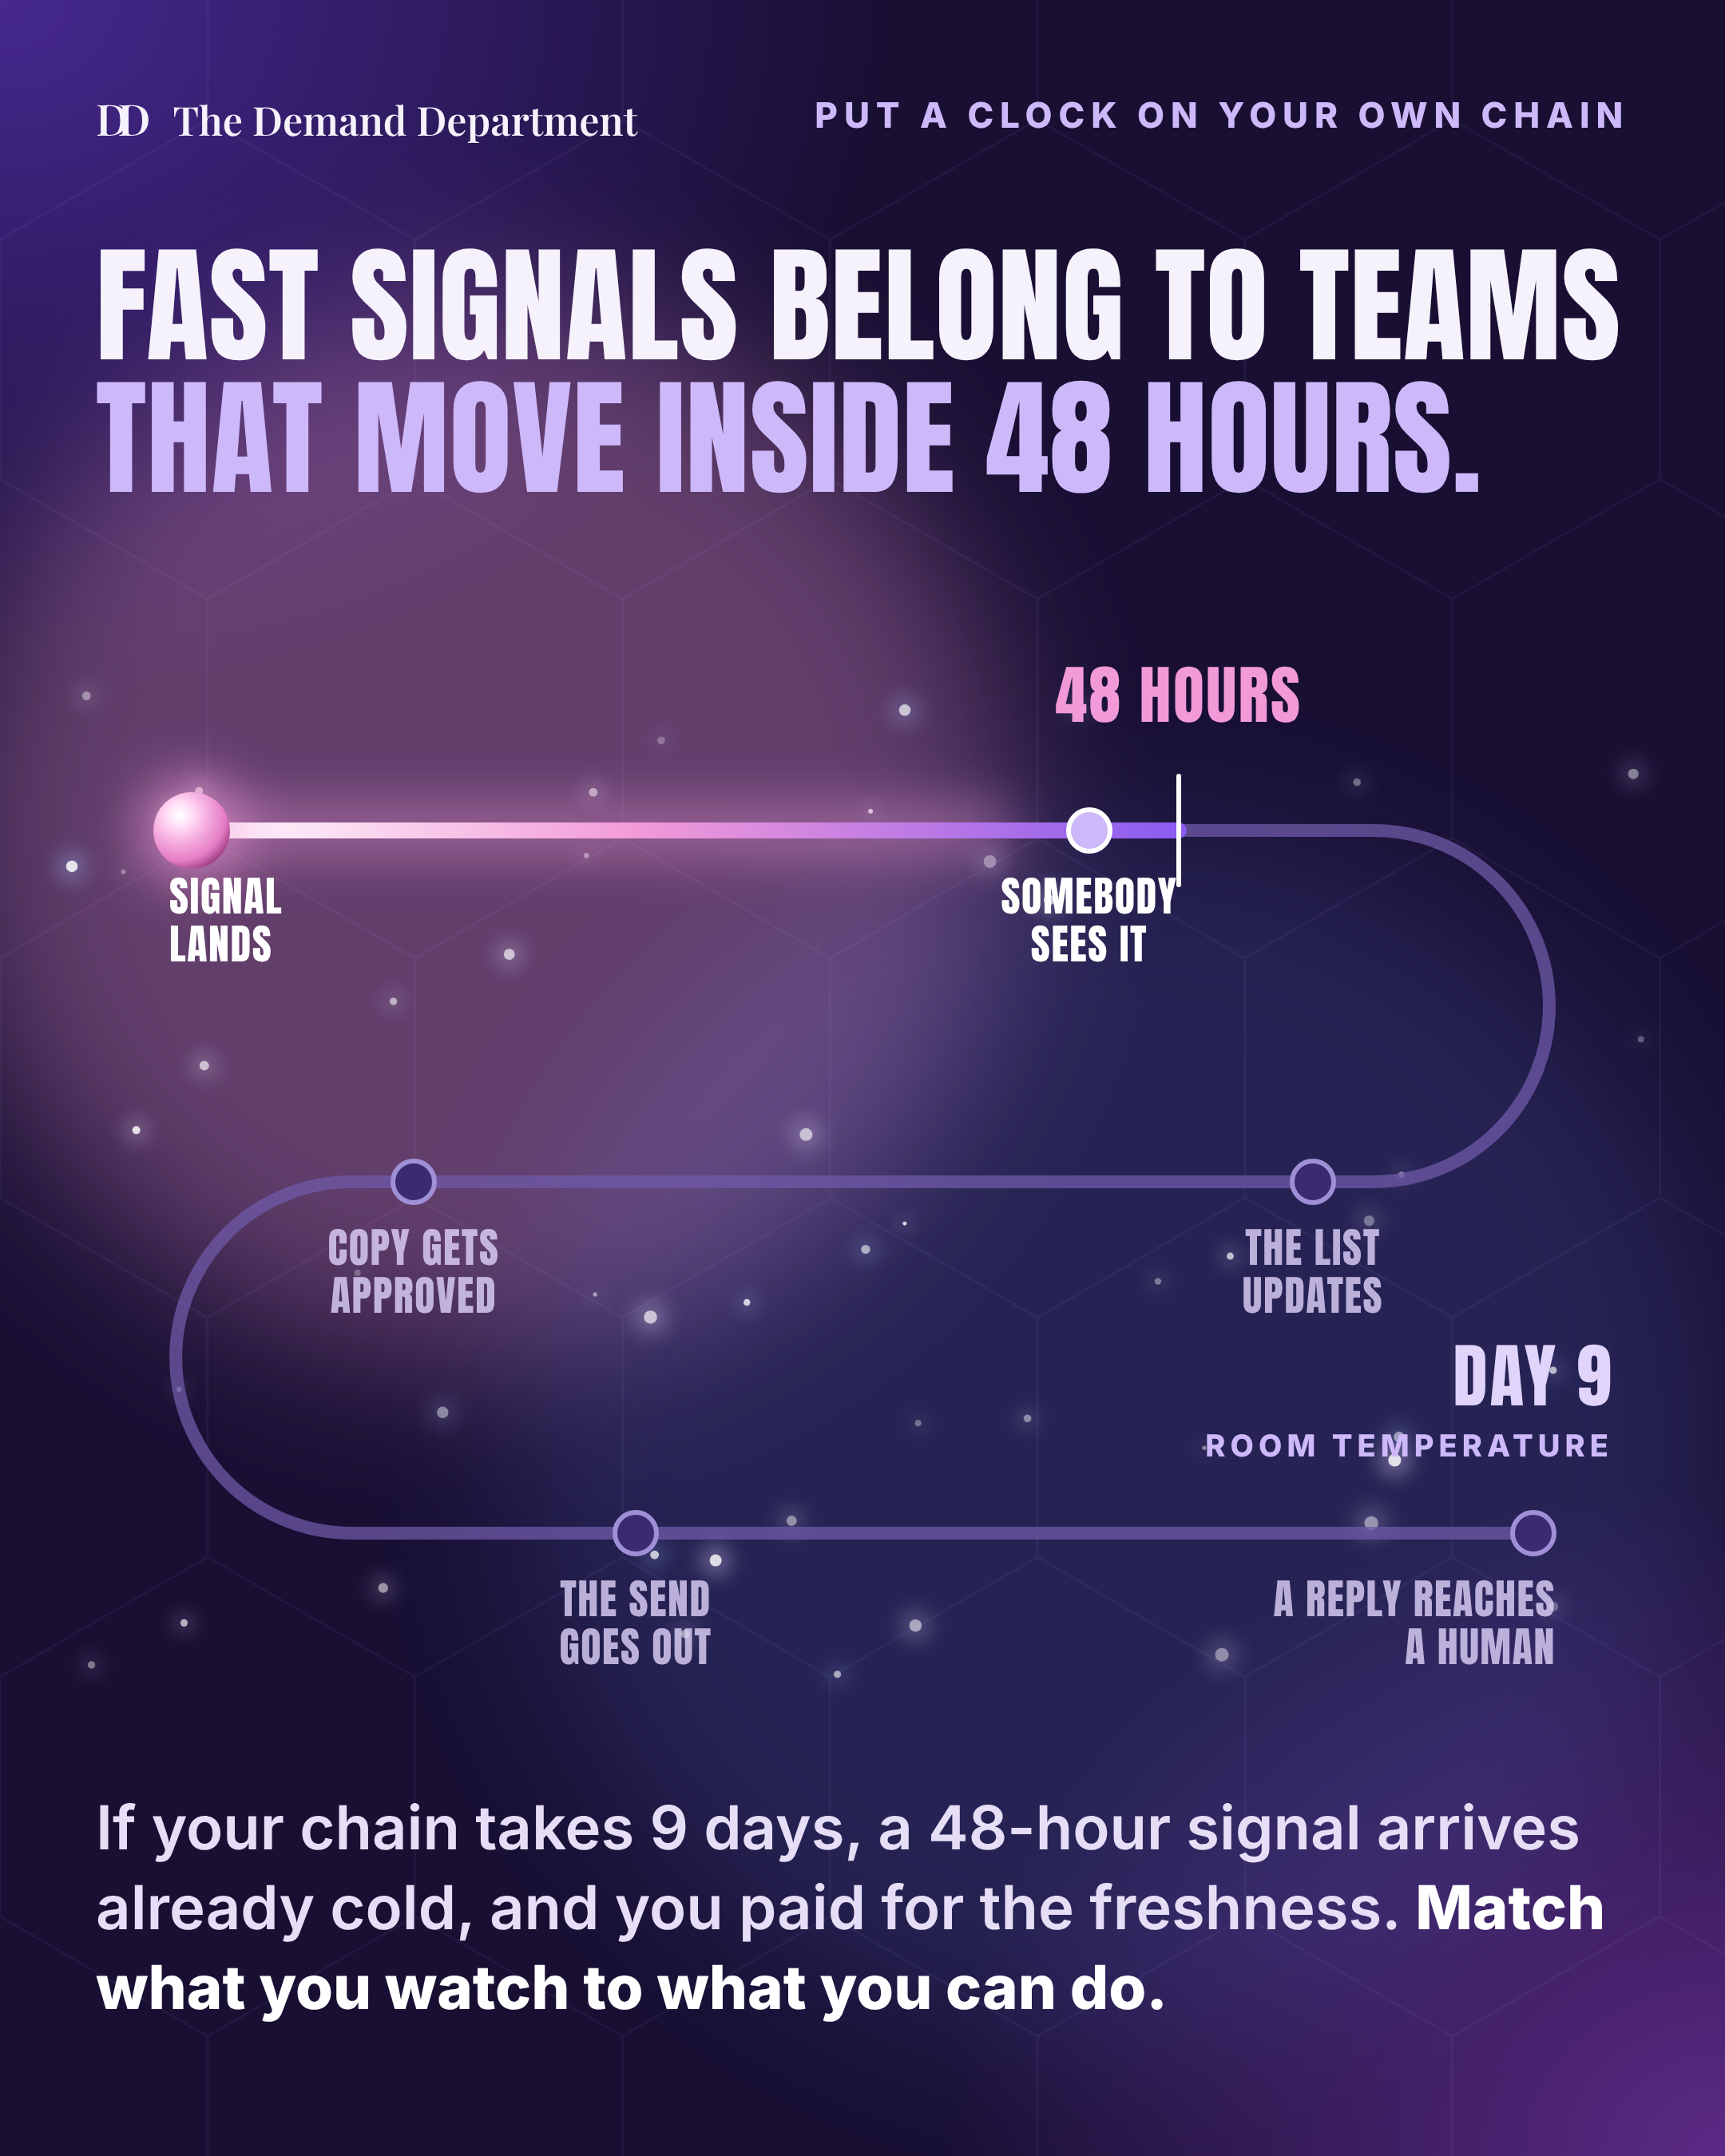 DD The Demand Department
PUT A CLOCK ON YOUR OWN CHAIN
FAST SIGNALS BELONG TO TEAMS
THAT MOVE INSIDE 48 HOURS.
48 HOURS
SIGNAL
LANDS
SOMEBODY
SEES IT
COPY GETS
APPROVED
THE LIST
UPDATES
DAY 9
ROOM TEMPERATURE
THE SEND
GOES OUT
A REPLY REACHES
A HUMAN
If your chain takes 9 days, a 48-hour signal arrives
already cold, and you paid for the freshness. Match
what you watch to what you can do.